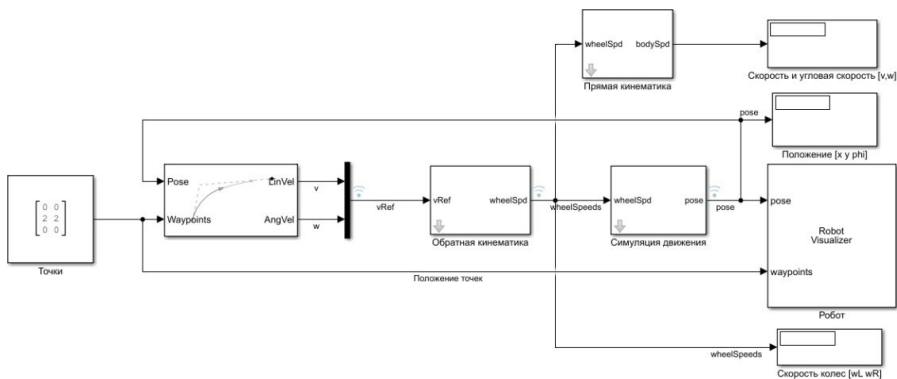 wheelSpd
bodySpd
Прямая кинематика
Скорость и угловая скорость [v,w]
pose
Положение [x y phi]
Pose
Waypoints
LinVel
AngVel
v
w
vRef
vRef
wheelSpd
Обратная кинематика
wheelSpeeds
wheelSpd
pose
Симуляция движения
pose
pose
Robot
Visualizer
waypoints
Робот
0 0
2 2
0 0
Точки
Положение точек
wheelSpeeds
Скорость колес [wL wR]